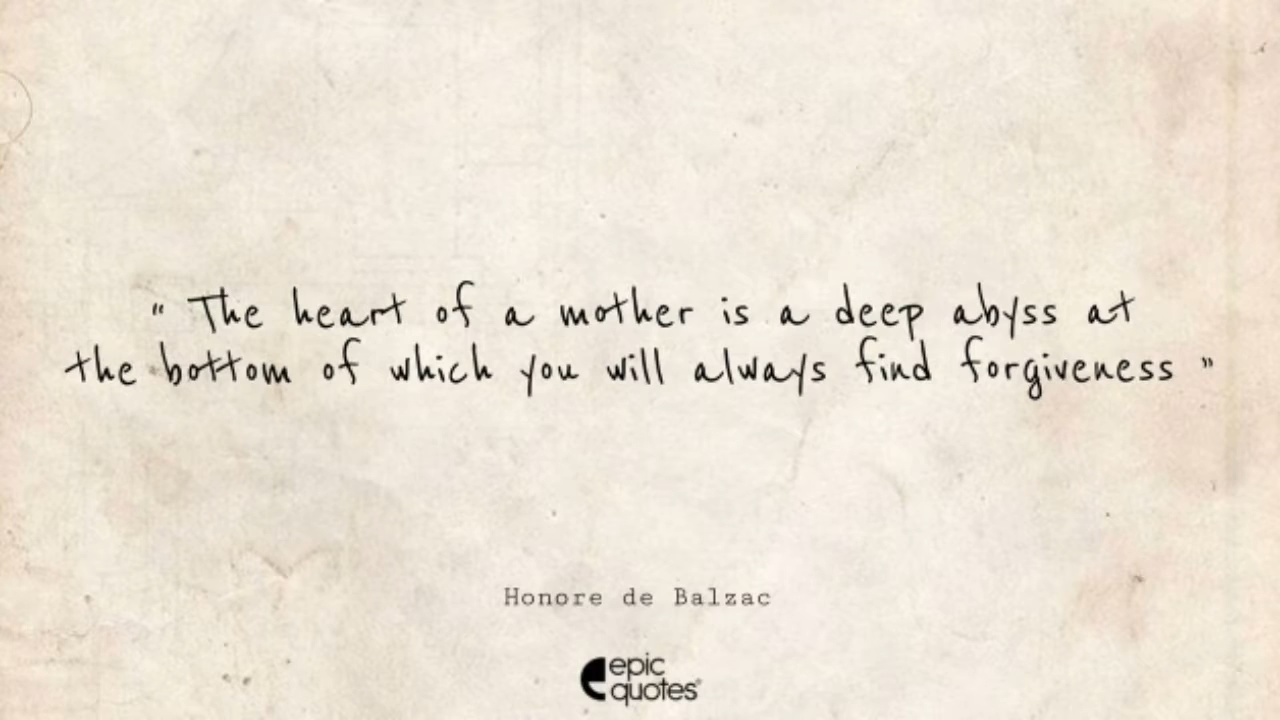 “ The heart of a mother is a deep abyss at
the bottom of which you will always find forgiveness ”
Honore de Balzac
epic
quotes®